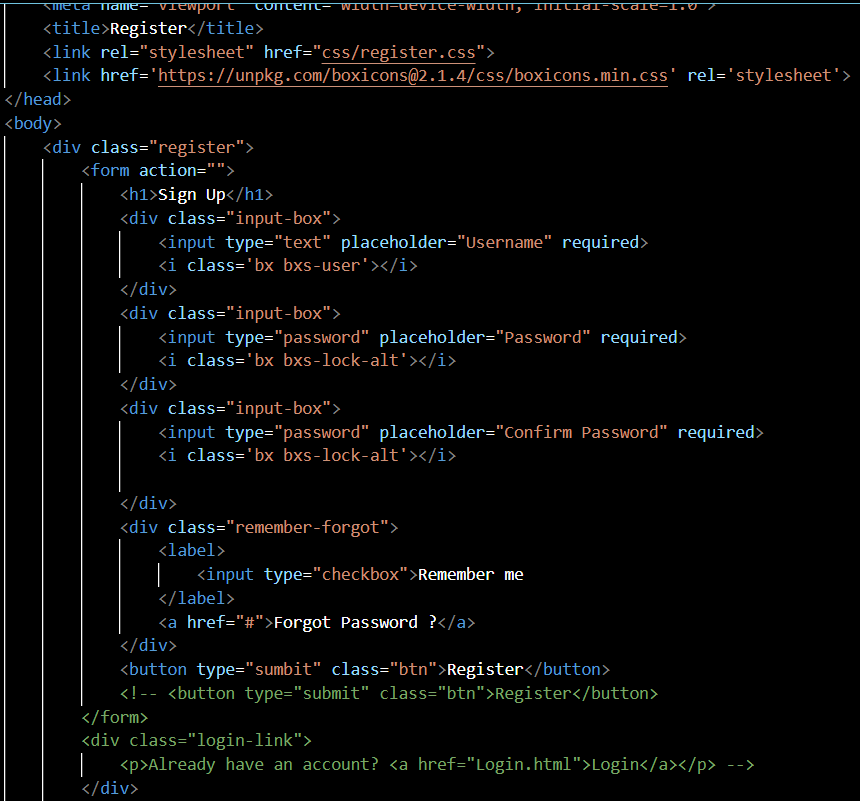 <meta name="viewport" content="width=device-width, initial-scale=1.0">
<title>Register</title>
<link rel="stylesheet" href="css/register.css">
<link href='https://unpkg.com/boxicons@2.1.4/css/boxicons.min.css' rel='stylesheet'>
</head>
<body>
<div class="register">
<form action="">
<h1>Sign Up</h1>
<div class="input-box">
<input type="text" placeholder="Username" required>
<i class='bx bxs-user'></i>
</div>
<div class="input-box">
<input type="password" placeholder="Password" required>
<i class='bx bxs-lock-alt'></i>
</div>
<div class="input-box">
<input type="password" placeholder="Confirm Password" required>
<i class='bx bxs-lock-alt'></i>
</div>
<div class="remember-forgot">
<label>
<input type="checkbox">Remember me
</label>
<a href="#">Forgot Password ?</a>
</div>
<button type="sumbit" class="btn">Register</button>
<!-- <button type="submit" class="btn">Register</button>
</form>
<div class="login-link">
<p>Already have an account? <a href="Login.html">Login</a></p> -->
</div>